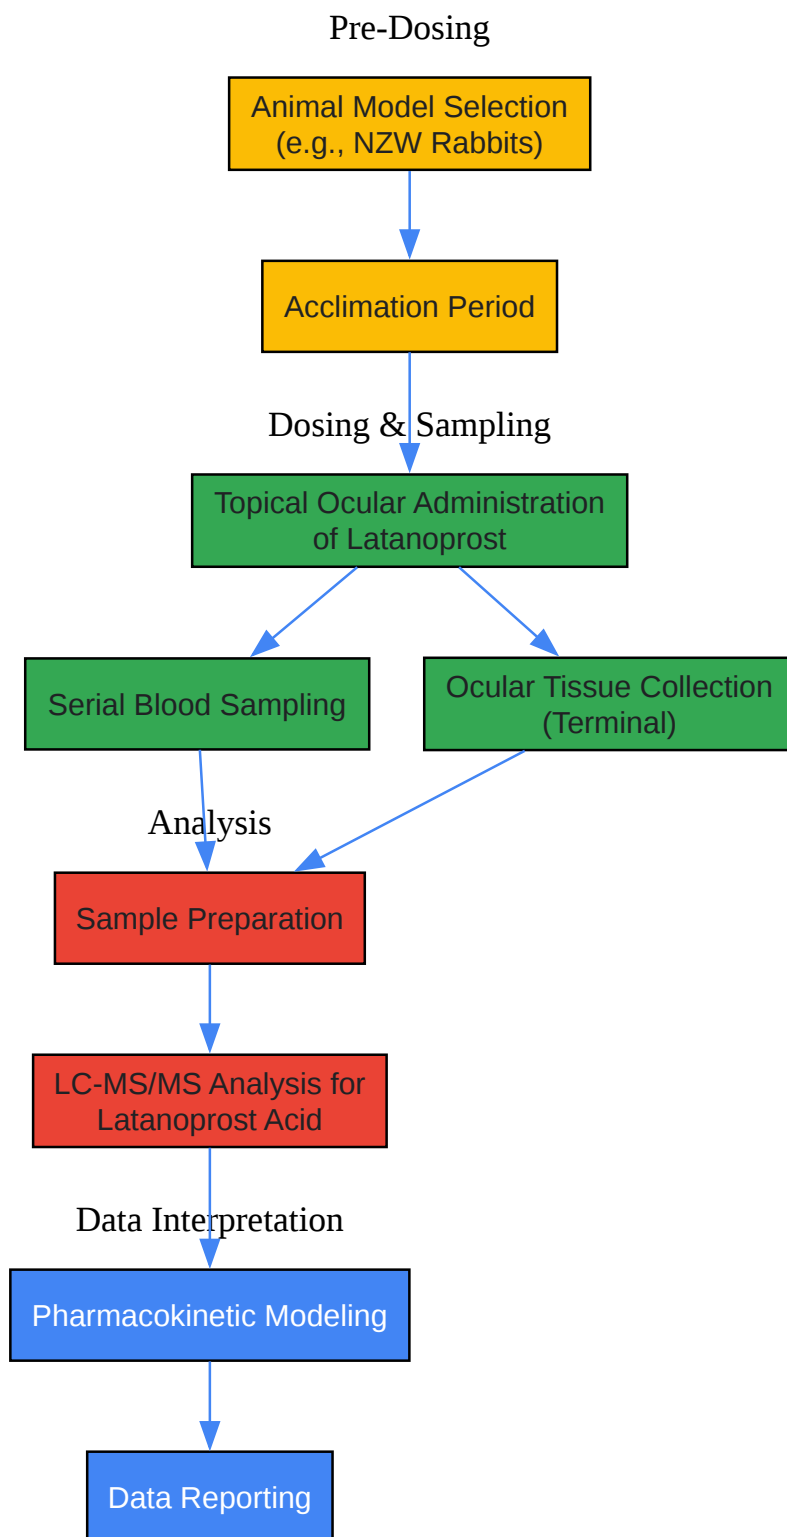 Pre-Dosing
Animal Model Selection
(e.g., NZW Rabbits)
Acclimation Period
Dosing & Sampling
Topical Ocular Administration
of Latanoprost
Serial Blood Sampling
Ocular Tissue Collection
(Terminal)
Analysis
Sample Preparation
LC-MS/MS Analysis for
Latanoprost Acid
Data Interpretation
Pharmacokinetic Modeling
Data Reporting